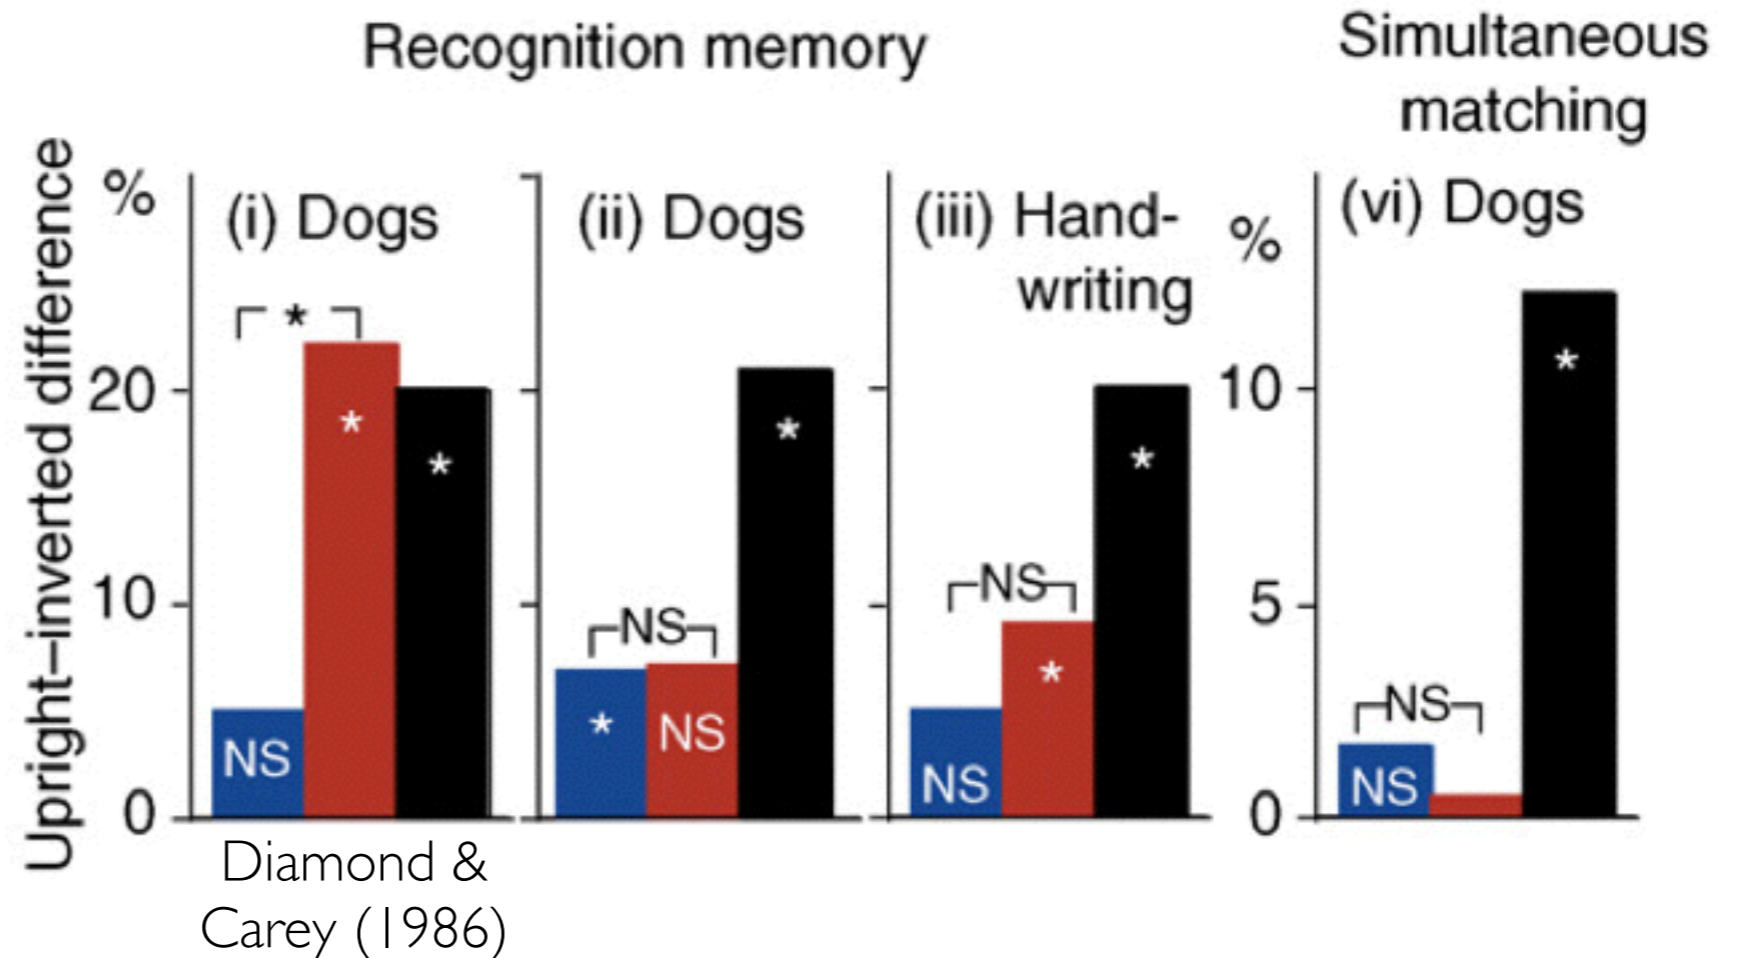 Recognition memory
Simultaneous
matching
Upright–inverted difference
%
(i) Dogs
*
20
*
*
10
NS
0
Diamond &
Carey (1986)
(ii) Dogs
NS
*
NS
*
(iii) Hand-
writing
NS
NS
*
*
%
(vi) Dogs
10
*
5
NS
NS
0